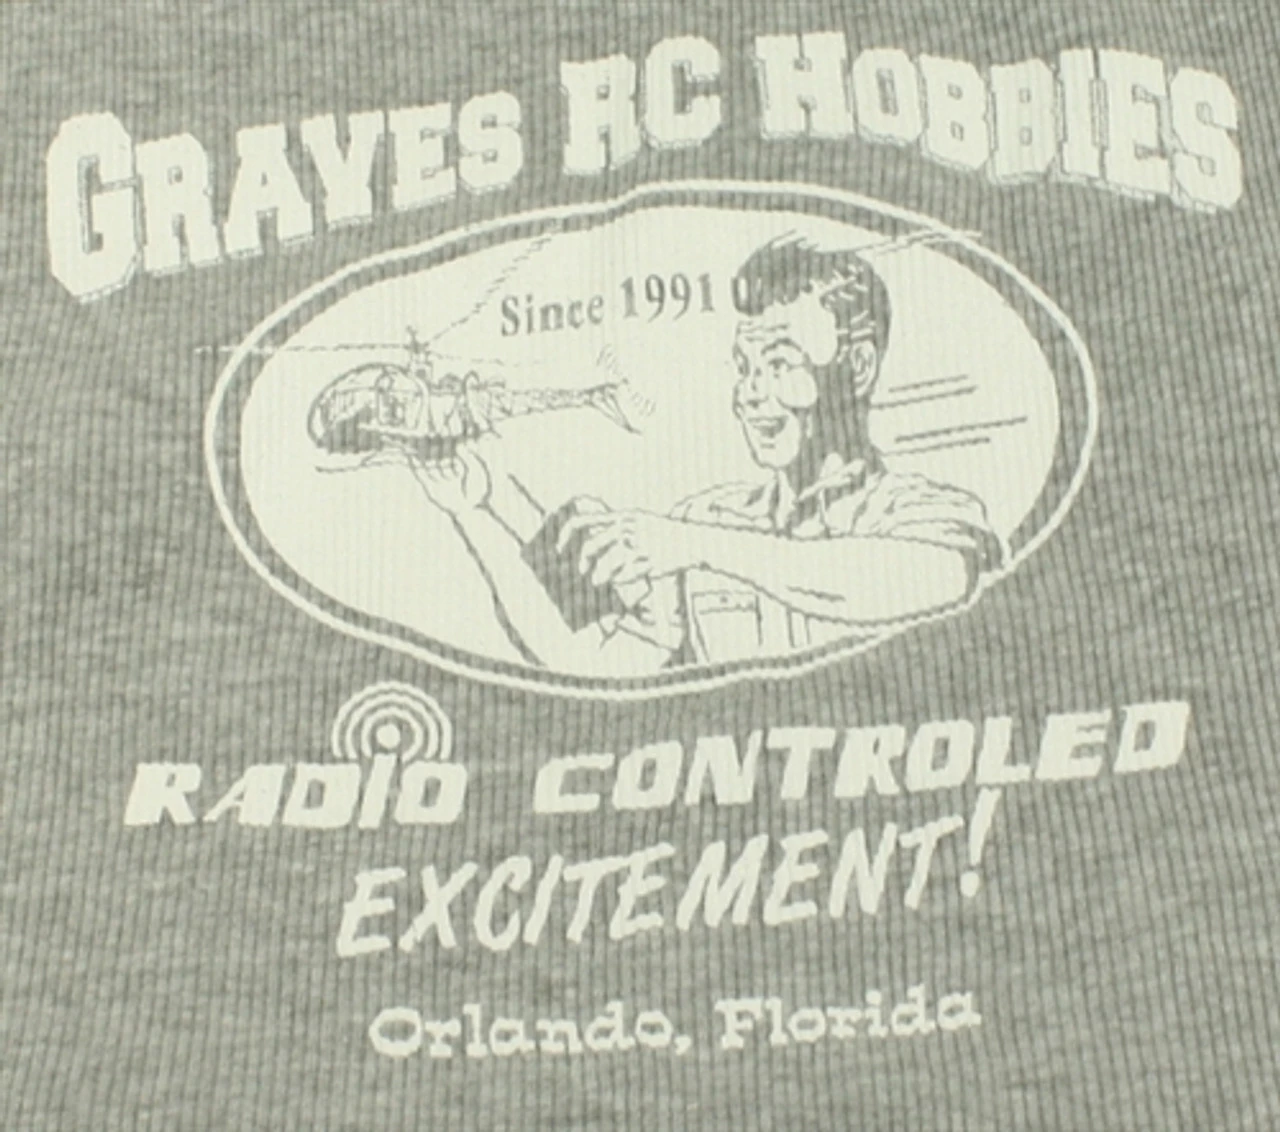 GRAVES RC HOBBIES
Since 1991
RADIO CONTROLED
EXCITEMENT!
Orlando, Florida